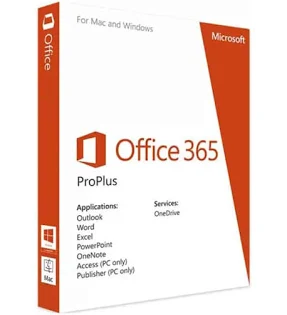 For Mac and Windows
Microsoft
Office
Office 365
ProPlus
Applications:
Outlook
Word
Excel
PowerPoint
OneNote
Access (PC only)
Publisher (PC only)
Services:
OneDrive
Mac